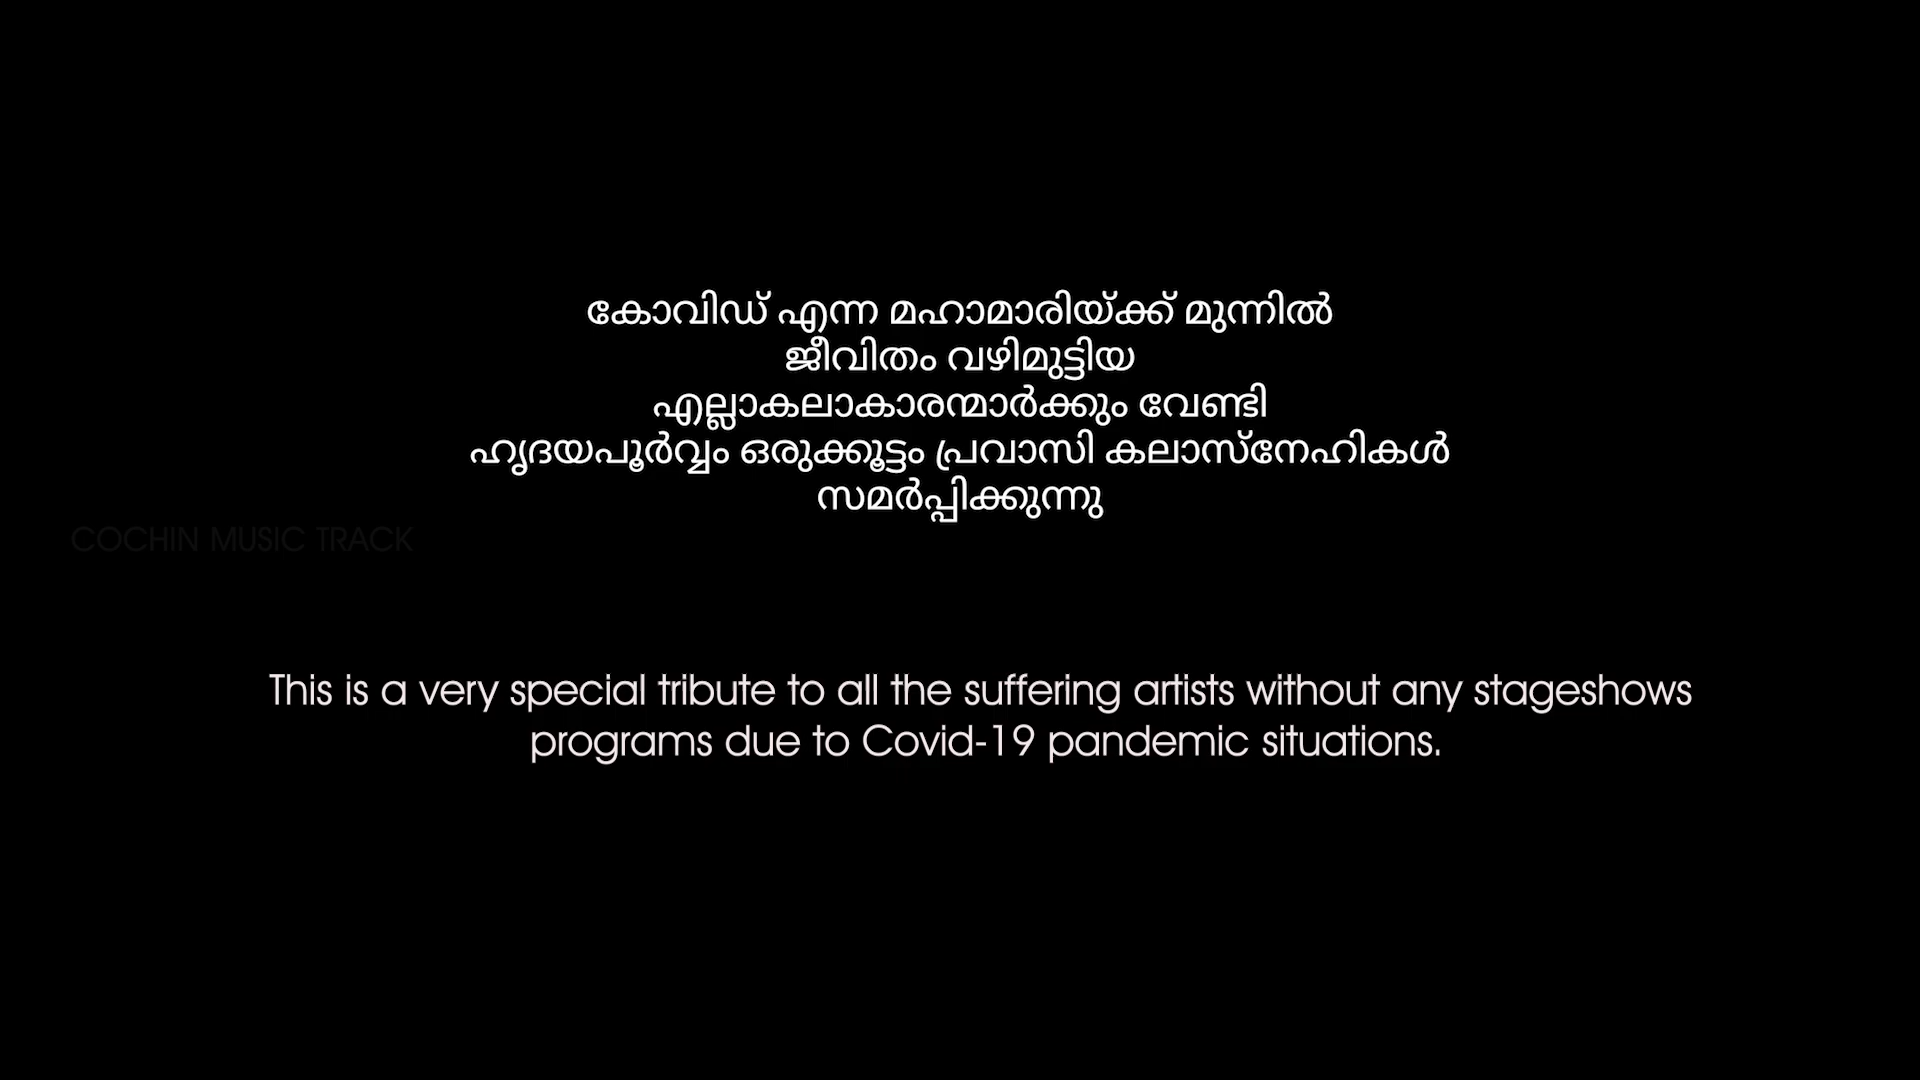 കോവിഡ് എന്ന മഹാമാരിയ്ക്ക് മുന്നിൽ
ജീവിതം വഴിമുട്ടിയ
എല്ലാകലാകാരന്മാർക്കും വേണ്ടി
ഹൃദയപൂർവ്വം ഒരുക്കൂട്ടം പ്രവാസി കലാസ്നേഹികൾ
സമർപ്പിക്കുന്നു
COCHIN MUSIC TRACK
This is a very special tribute to all the suffering artists without any stageshows
programs due to Covid-19 pandemic situations.